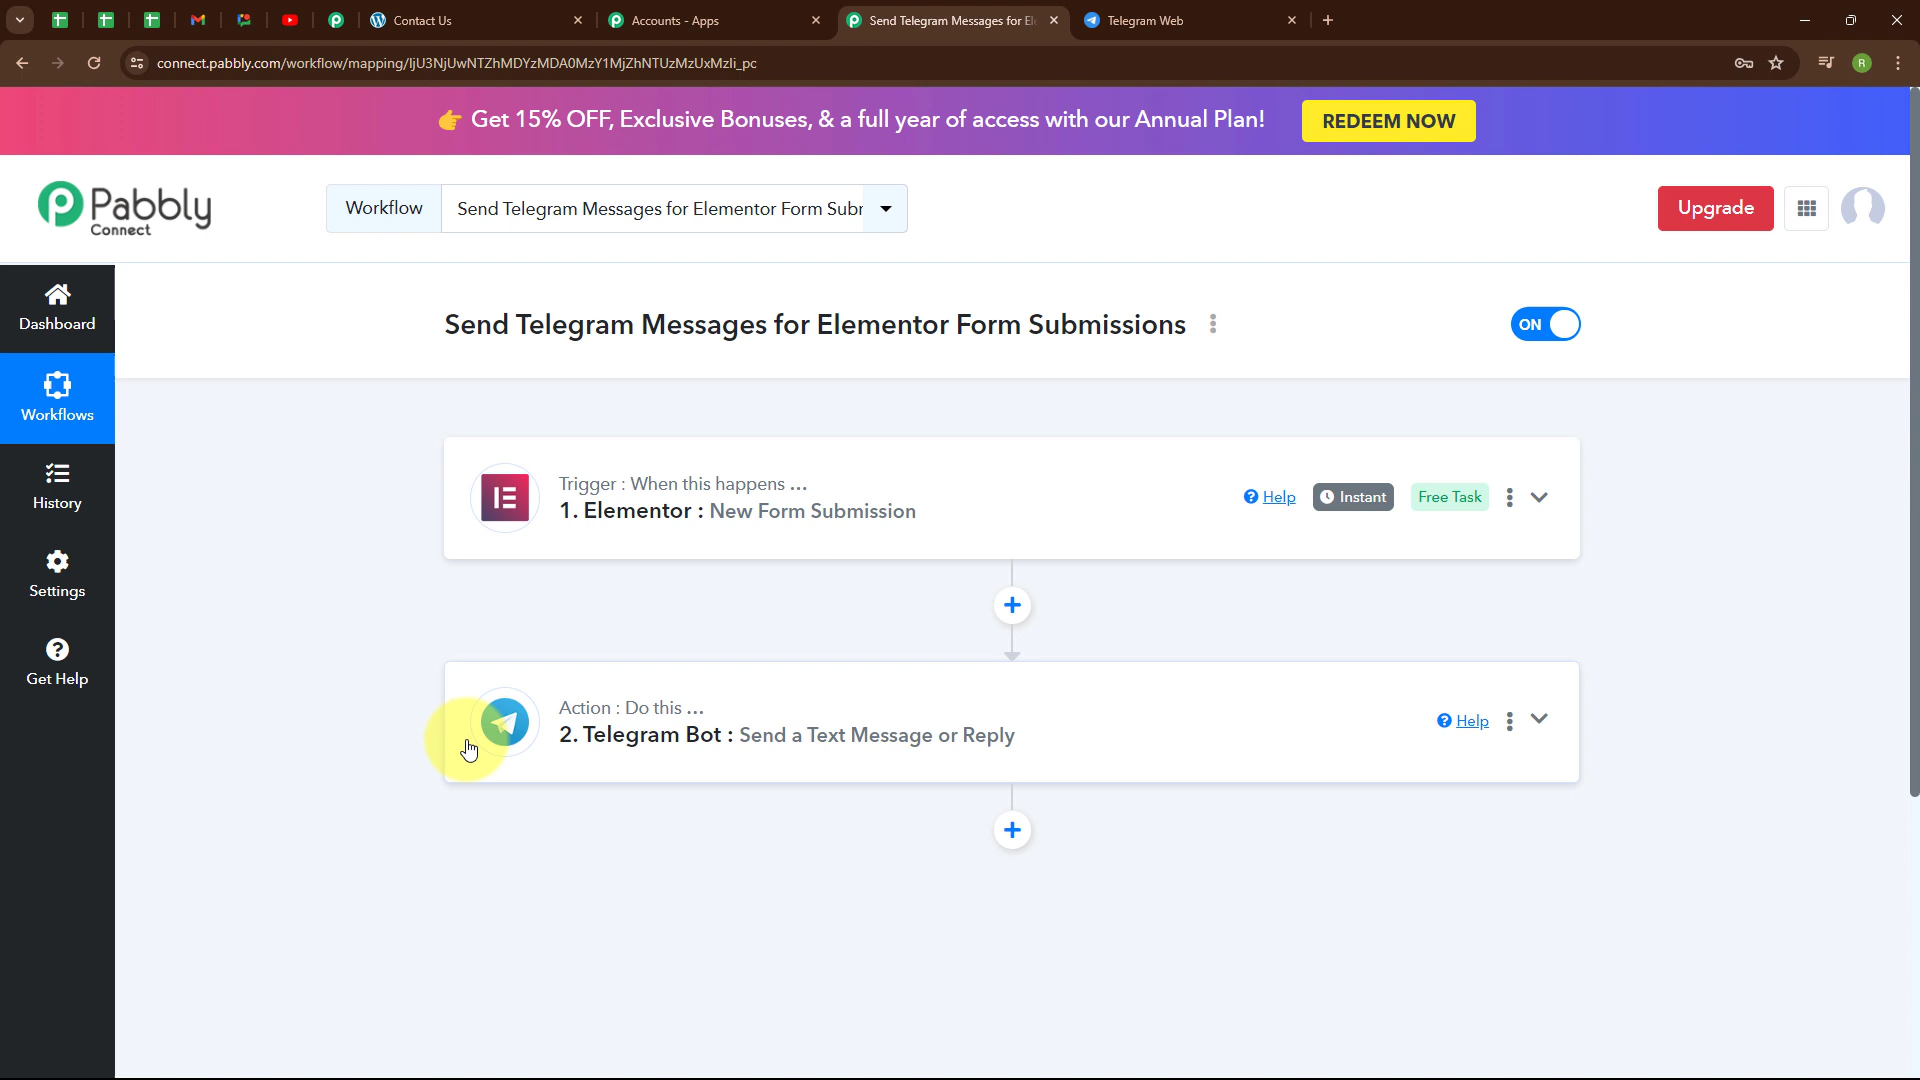 Contact Us
Accounts - Apps
Send Telegram Messages for El
Telegram Web
connect.pabbly.com/workflow/mapping/IjU3NjUwNTZhMDYzMDA0MzY1MjZhNTUzMzUxMzIi_pc
R
👉 Get 15% OFF, Exclusive Bonuses, & a full year of access with our Annual Plan!
REDEEM NOW
Pabbly
Connect
Workflow
Send Telegram Messages for Elementor Form Subr
Upgrade
Dashboard
Workflows
History
Settings
Get Help
Send Telegram Messages for Elementor Form Submissions
ON
Trigger : When this happens ...
1. Elementor : New Form Submission
Help
Instant
Free Task
Action : Do this ...
2. Telegram Bot : Send a Text Message or Reply
Help